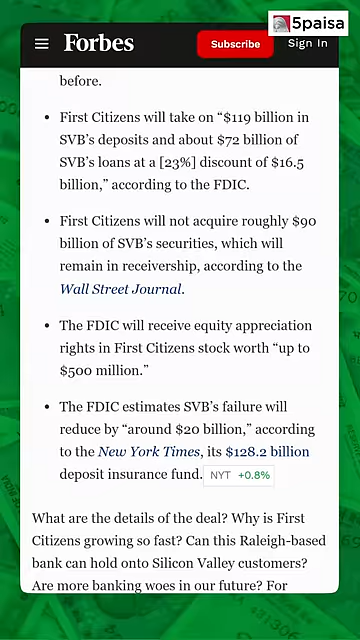 5paisa
Forbes
Subscribe
Sign In
before.
• First Citizens will take on “$119 billion in
SVB’s deposits and about $72 billion of
SVB’s loans at a [23%] discount of $16.5
billion,” according to the FDIC.
• First Citizens will not acquire roughly $90
billion of SVB’s securities, which will
remain in receivership, according to the
Wall Street Journal.
• The FDIC will receive equity appreciation
rights in First Citizens stock worth “up to
$500 million.”
• The FDIC estimates SVB’s failure will
reduce by “around $20 billion,” according
to the New York Times, its $128.2 billion
deposit insurance fund. NYT +0.8%
What are the details of the deal? Why is First
Citizens growing so fast? Can this Raleigh-based
bank can hold onto Silicon Valley customers?
Are more banking woes in our future? For